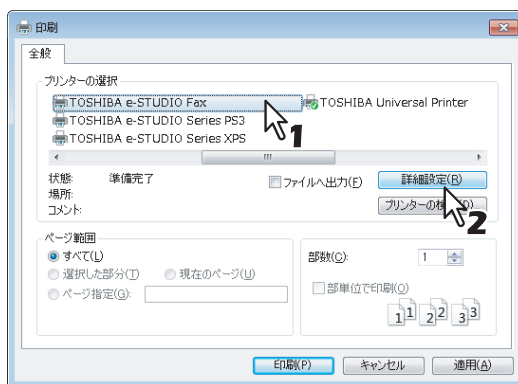 印刷
全般
プリンターの選択
TOSHIBA e-STUDIO Fax
TOSHIBA Universal Printer
TOSHIBA e-STUDIO Series PS3
TOSHIBA e-STUDIO Series XPS
1
状態: 準備完了
場所:
コメント:
ファイルへ出力(F)
詳細設定(R)
プリンターの検
2
ページ範囲
すべて(L)
選択した部分(T) 現在のページ(U)
ページ指定(G):
部数(C): 1
部単位で印刷(O)
1 1 2 2 3 3
印刷(P) キャンセル 適用(A)